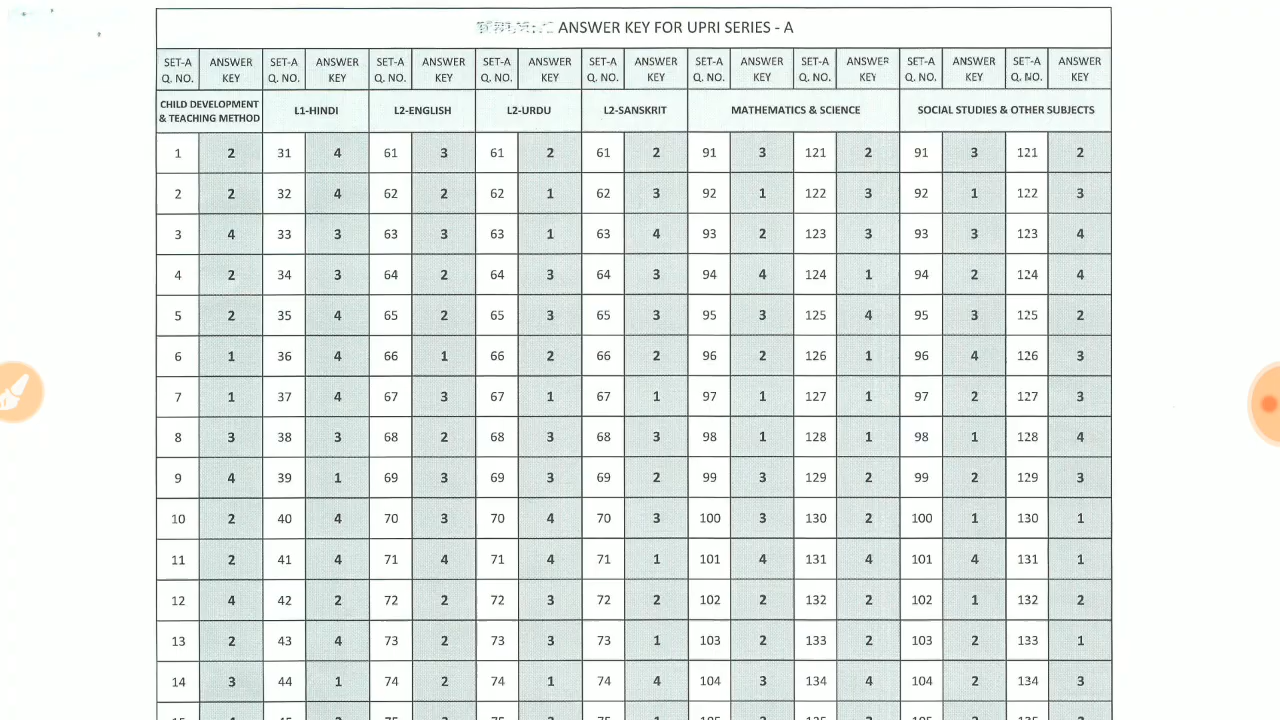 ANSWER KEY FOR UPRI SERIES - A
SET-A ANSWER SET-A ANSWER SET-A ANSWER SET-A ANSWER SET-A ANSWER SET-A ANSWER SET-A ANSWER SET-A ANSWER SET-A ANSWER
Q. NO. KEY Q. NO. KEY Q. NO. KEY Q. NO. KEY Q. NO. KEY Q. NO. KEY Q. NO. KEY Q. NO. KEY Q. NO. KEY
CHILD DEVELOPMENT
& TEACHING METHOD L1-HINDI L2-ENGLISH L2-URDU L2-SANSKRIT MATHEMATICS & SCIENCE SOCIAL STUDIES & OTHER SUBJECTS
1 2 31 4 61 3 61 2 61 2 91 3 121 2 91 3 121 2
2 2 32 4 62 2 62 1 62 3 92 1 122 3 92 1 122 3
3 4 33 3 63 3 63 1 63 4 93 2 123 3 93 3 123 4
4 2 34 3 64 2 64 3 64 3 94 4 124 1 94 2 124 4
5 2 35 4 65 2 65 3 65 3 95 3 125 4 95 3 125 2
6 1 36 4 66 1 66 2 66 2 96 2 126 1 96 4 126 3
7 1 37 4 67 3 67 1 67 1 97 1 127 1 97 2 127 3
8 3 38 3 68 2 68 3 68 3 98 1 128 1 98 1 128 4
9 4 39 1 69 3 69 3 69 2 99 3 129 2 99 2 129 3
10 2 40 4 70 3 70 4 70 3 100 3 130 2 100 1 130 1
11 2 41 4 71 4 71 4 71 1 101 4 131 4 101 4 131 1
12 4 42 2 72 2 72 3 72 2 102 2 132 2 102 1 132 2
13 2 43 4 73 2 73 3 73 1 103 2 133 2 103 2 133 1
14 3 44 1 74 2 74 1 74 4 104 3 134 4 104 2 134 3